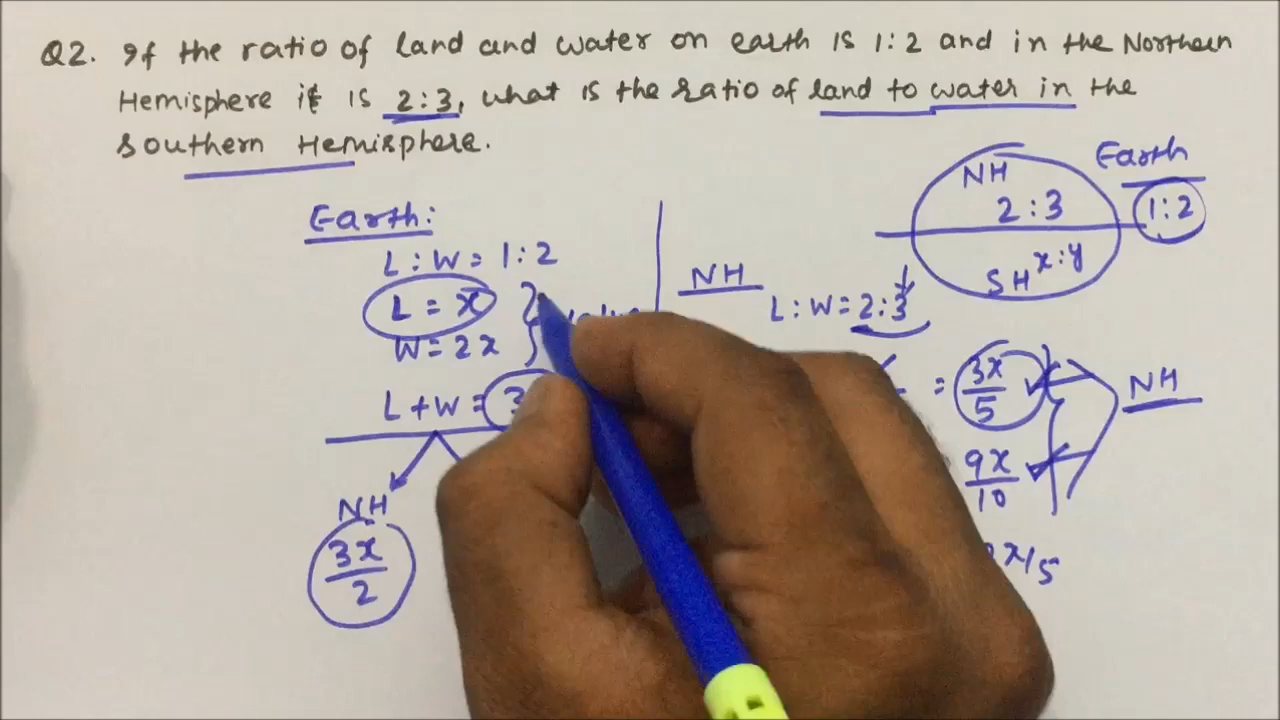 Q2. If the ratio of land and water on earth is 1:2 and in the Northern
Hemisphere it is 2:3, what is the ratio of land to water in the
southern Hemisphere.
Earth
NH
2:3
1:2
SH x:y
Earth:
L:W = 1:2
L = x
W = 2x
L+W = 3
NH
3x/2
NH
L:W = 2:3
= 3x/5
9x/10
NH
x/5